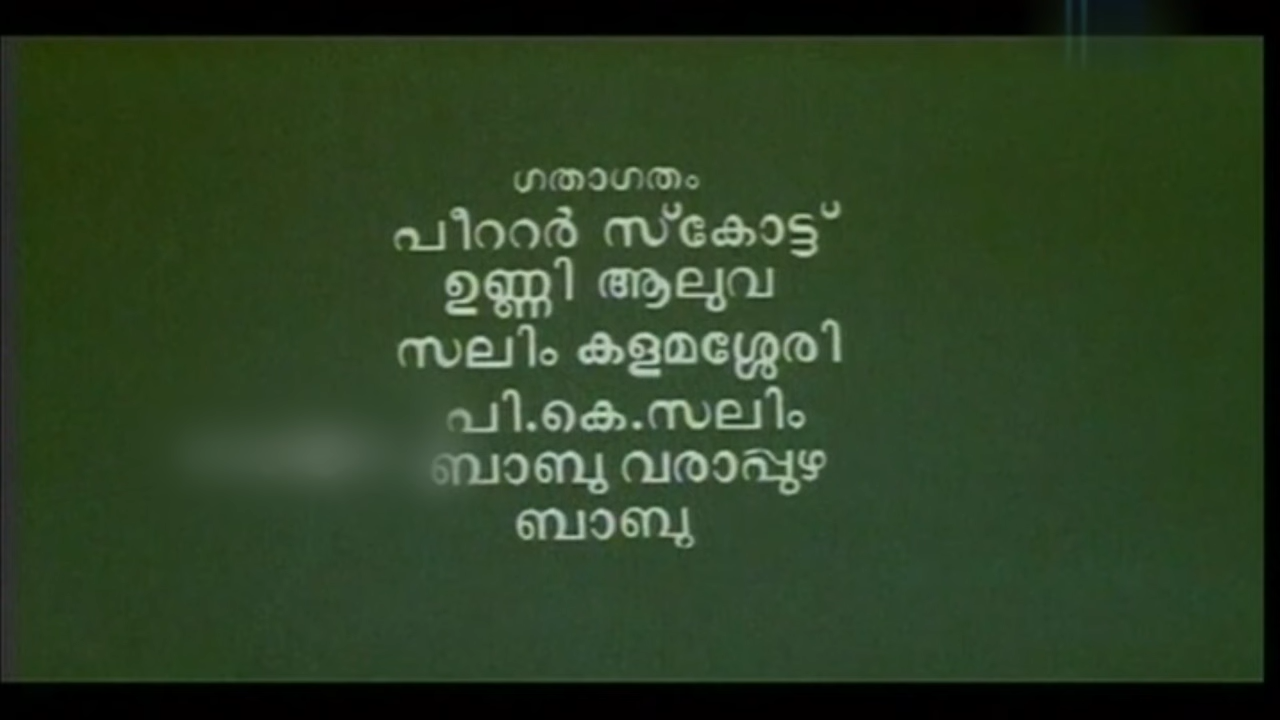 ഗതാഗതം
പീററർ സ്കോട്ട്
ഉണ്ണി ആലുവ
സലിം കളമശ്ശേരി
പി.കെ.സലിം
ബാബു വരാപ്പുഴ
ബാബു